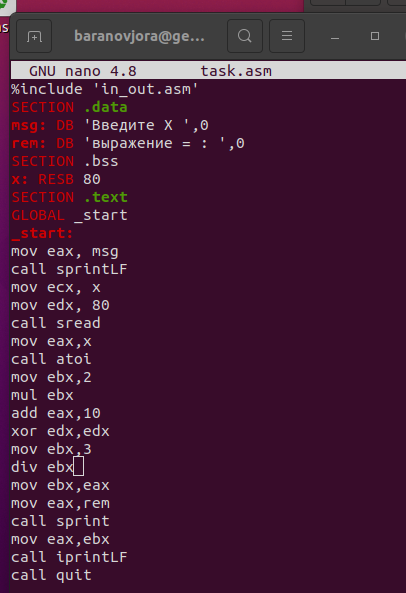 as
baranovjora@ge...
GNU nano 4.8 task.asm
%include 'in_out.asm'
SECTION .data
msg: DB 'Введите X ',0
rem: DB 'выражение = : ',0
SECTION .bss
x: RESB 80
SECTION .text
GLOBAL _start
_start:
mov eax, msg
call sprintLF
mov ecx, x
mov edx, 80
call sread
mov eax,x
call atoi
mov ebx,2
mul ebx
add eax,10
xor edx,edx
mov ebx,3
div ebx
mov ebx,eax
mov eax,rem
call sprint
mov eax,ebx
call iprintLF
call quit